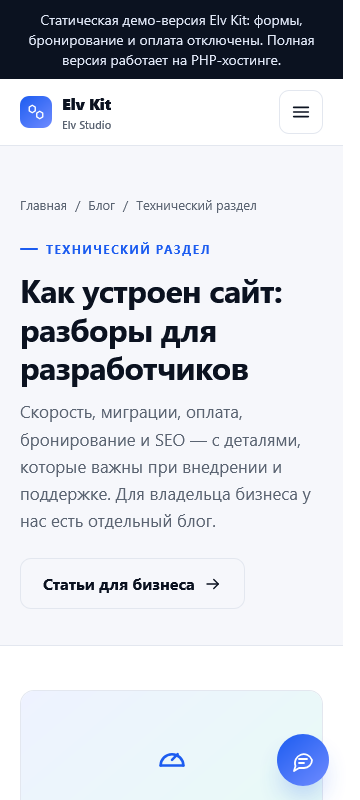 Статическая демо-версия Elv Kit: формы,
бронирование и оплата отключены. Полная
версия работает на PHP-хостинге.
Elv Kit
Elv Studio
Главная / Блог / Технический раздел
ТЕХНИЧЕСКИЙ РАЗДЕЛ
Как устроен сайт:
разборы для
разработчиков
Скорость, миграции, оплата,
бронирование и SEO — с деталями,
которые важны при внедрении и
поддержке. Для владельца бизнеса у
нас есть отдельный блог.
Статьи для бизнеса →